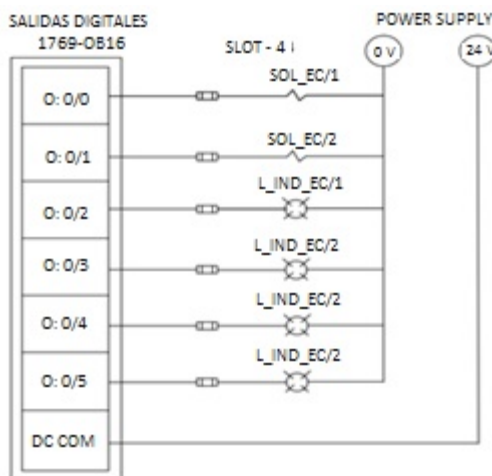 SALIDAS DIGITALES
1769-OB16
SLOT - 4
POWER SUPPLY
0 V
24 V
O: 0/0
SOL_EC/1
O: 0/1
SOL_EC/2
O: 0/2
L_IND_EC/1
O: 0/3
L_IND_EC/2
O: 0/4
L_IND_EC/2
O: 0/5
L_IND_EC/2
DC COM